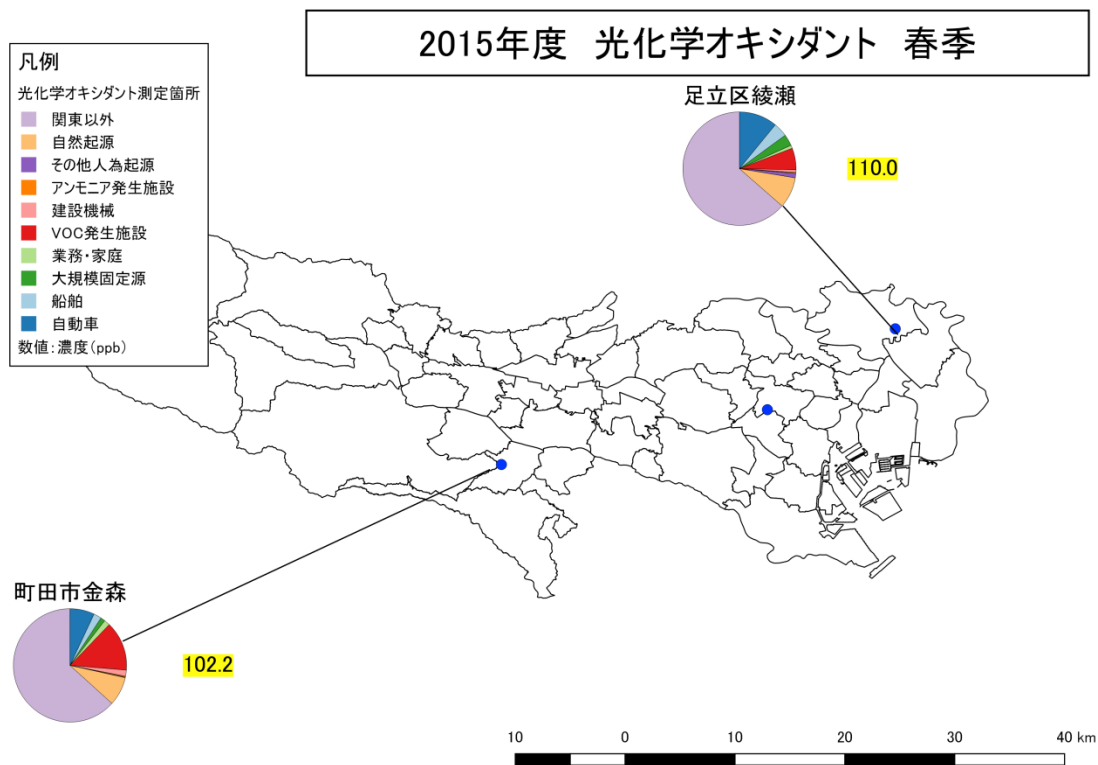 2015年度 光化学オキシダント 春季
凡例
光化学オキシダント測定箇所
関東以外
自然起源
その他人為起源
アンモニア発生施設
建設機械
VOC発生施設
業務・家庭
大規模固定源
船舶
自動車
数値:濃度(ppb)
足立区綾瀬
110.0
町田市金森
102.2
10 0 10 20 30 40 km